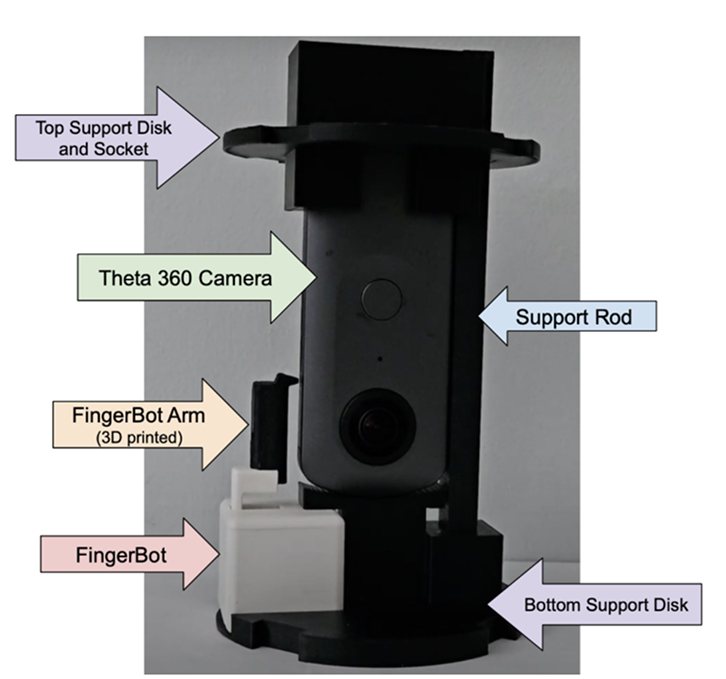 Top Support Disk
and Socket
Theta 360 Camera
Support Rod
FingerBot Arm
(3D printed)
FingerBot
Bottom Support Disk